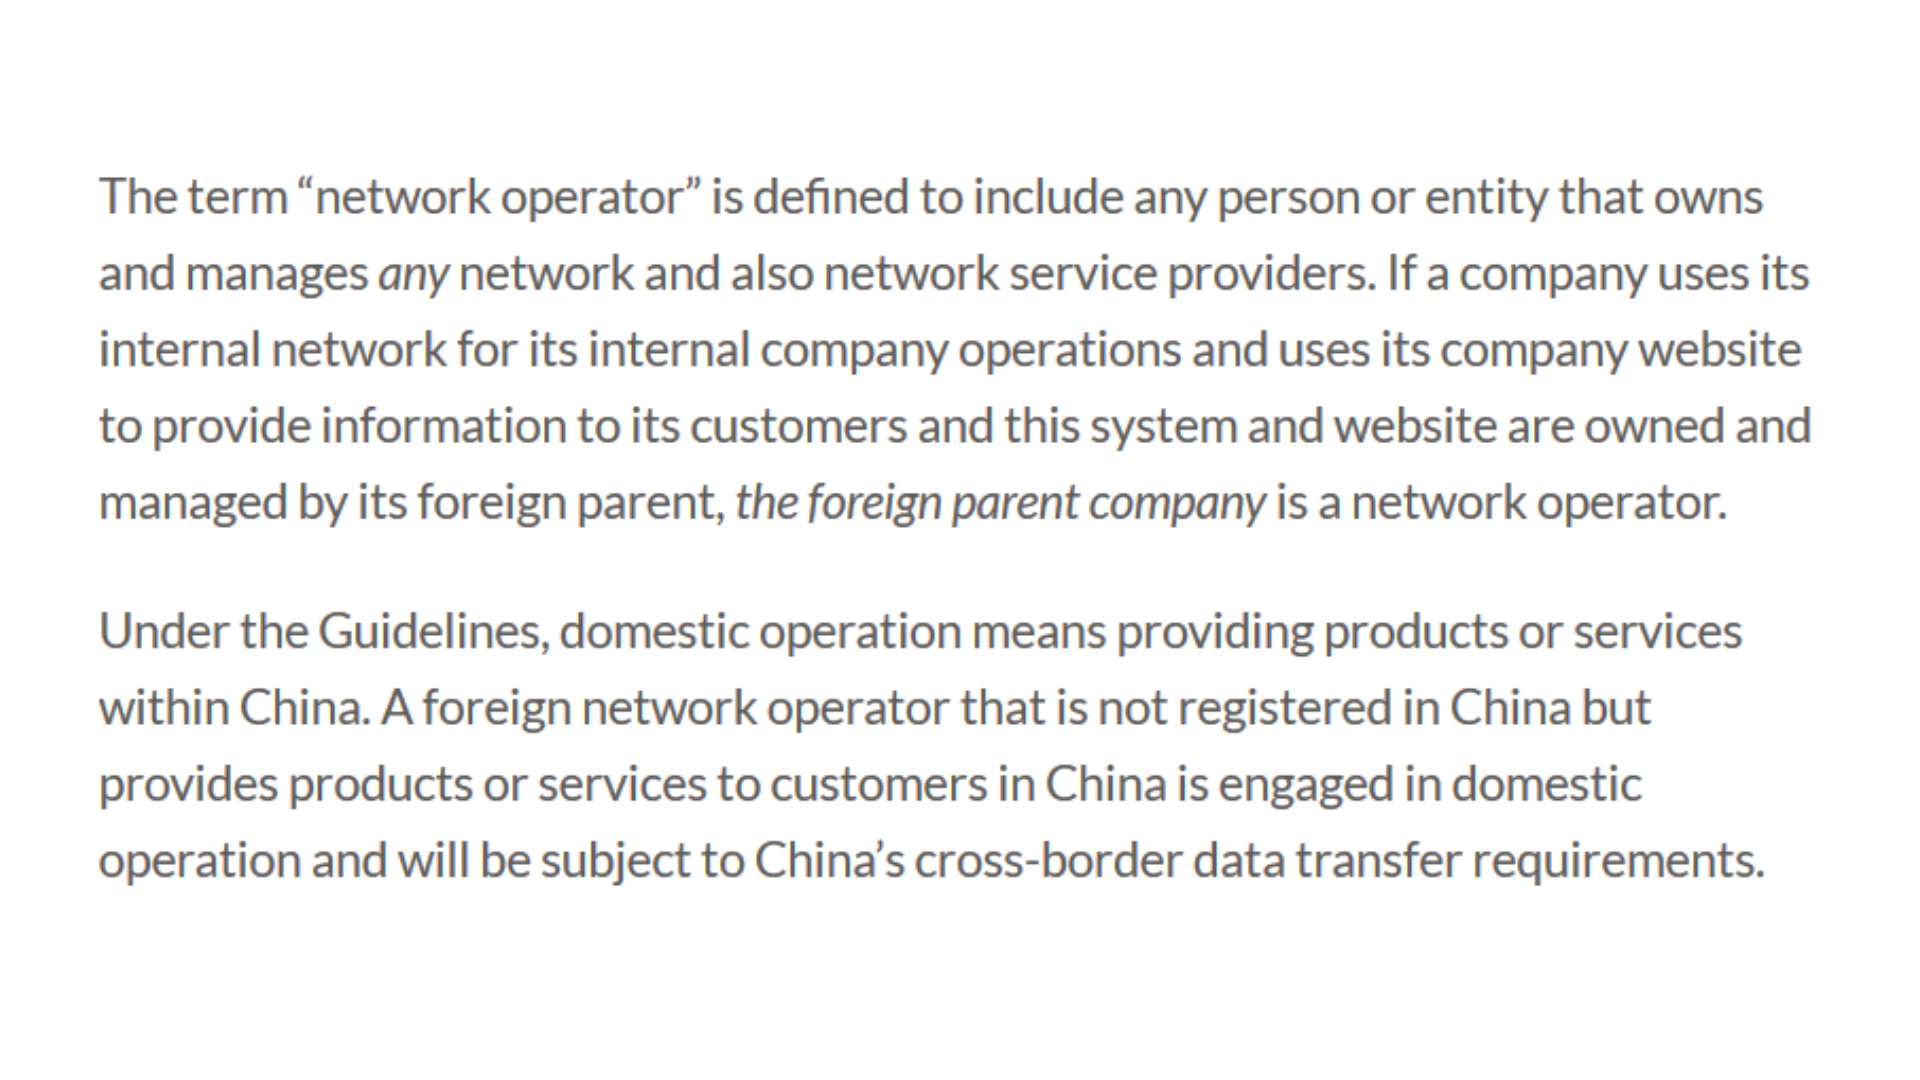 The term “network operator” is defined to include any person or entity that owns
and manages any network and also network service providers. If a company uses its
internal network for its internal company operations and uses its company website
to provide information to its customers and this system and website are owned and
managed by its foreign parent, the foreign parent company is a network operator.
Under the Guidelines, domestic operation means providing products or services
within China. A foreign network operator that is not registered in China but
provides products or services to customers in China is engaged in domestic
operation and will be subject to China’s cross-border data transfer requirements.